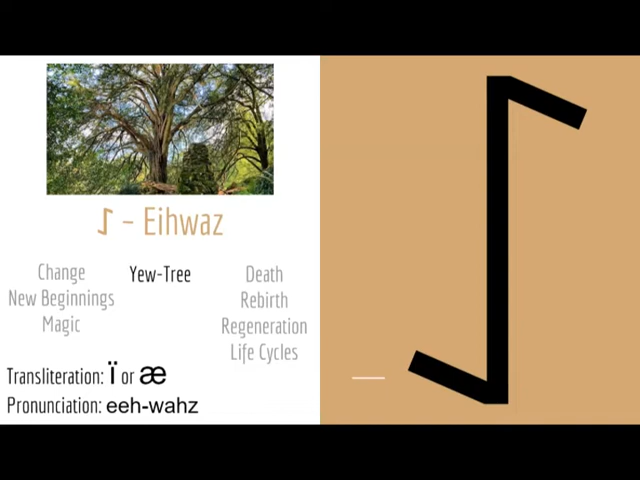 ᛇ - Eihwaz
Change
New Beginnings
Magic
Yew-Tree
Death
Rebirth
Regeneration
Life Cycles
Transliteration: ï or æ
Pronunciation: eeh-wahz
ᛇ